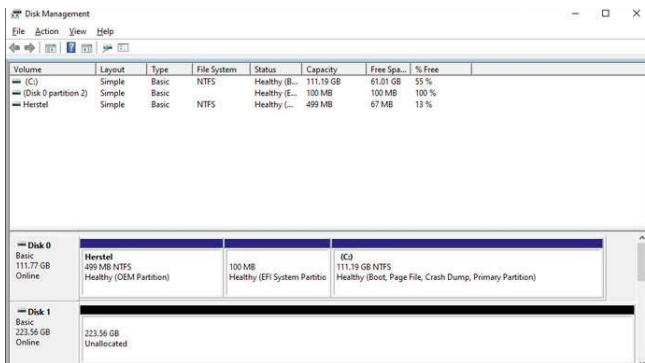 Disk Management
File Action View Help
Volume Layout Type File System Status Capacity Free Spa... % Free
(C:) Simple Basic NTFS Healthy (B... 111.19 GB 61.01 GB 55 %
(Disk 0 partition 2) Simple Basic Healthy (E... 100 MB 100 MB 100 %
Herstel Simple Basic NTFS Healthy (... 499 MB 67 MB 13 %
Disk 0
Basic
111.77 GB
Online
Herstel
499 MB NTFS
Healthy (OEM Partition)
100 MB
Healthy (EFI System Partitio
(C:)
111.19 GB NTFS
Healthy (Boot, Page File, Crash Dump, Primary Partition)
Disk 1
Basic
223.56 GB
Online
223.56 GB
Unallocated